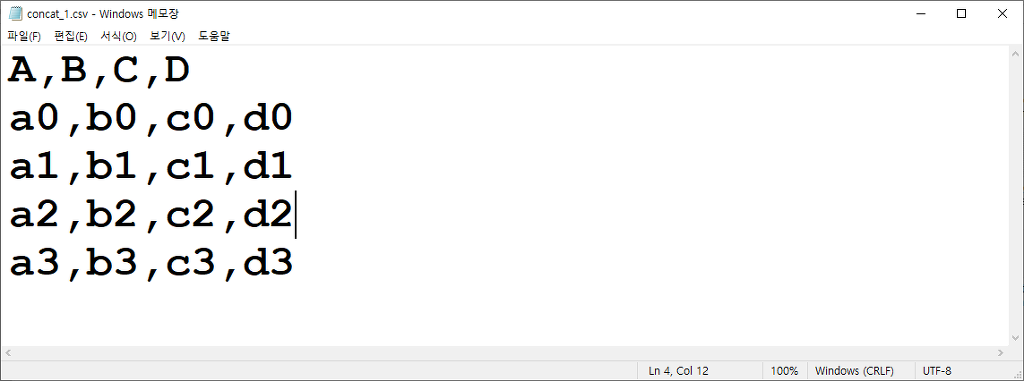 concat_1.csv - Windows 메모장
파일(F) 편집(E) 서식(O) 보기(V) 도움말
A,B,C,D
a0,b0,c0,d0
a1,b1,c1,d1
a2,b2,c2,d2
a3,b3,c3,d3
Ln 4, Col 12 100% Windows (CRLF) UTF-8